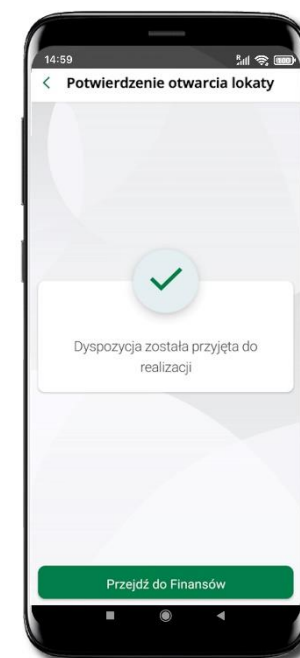 14:59
Potwierdzenie otwarcia lokaty
Dyspozycja została przyjęta do
realizacji
Przejdź do Finansów